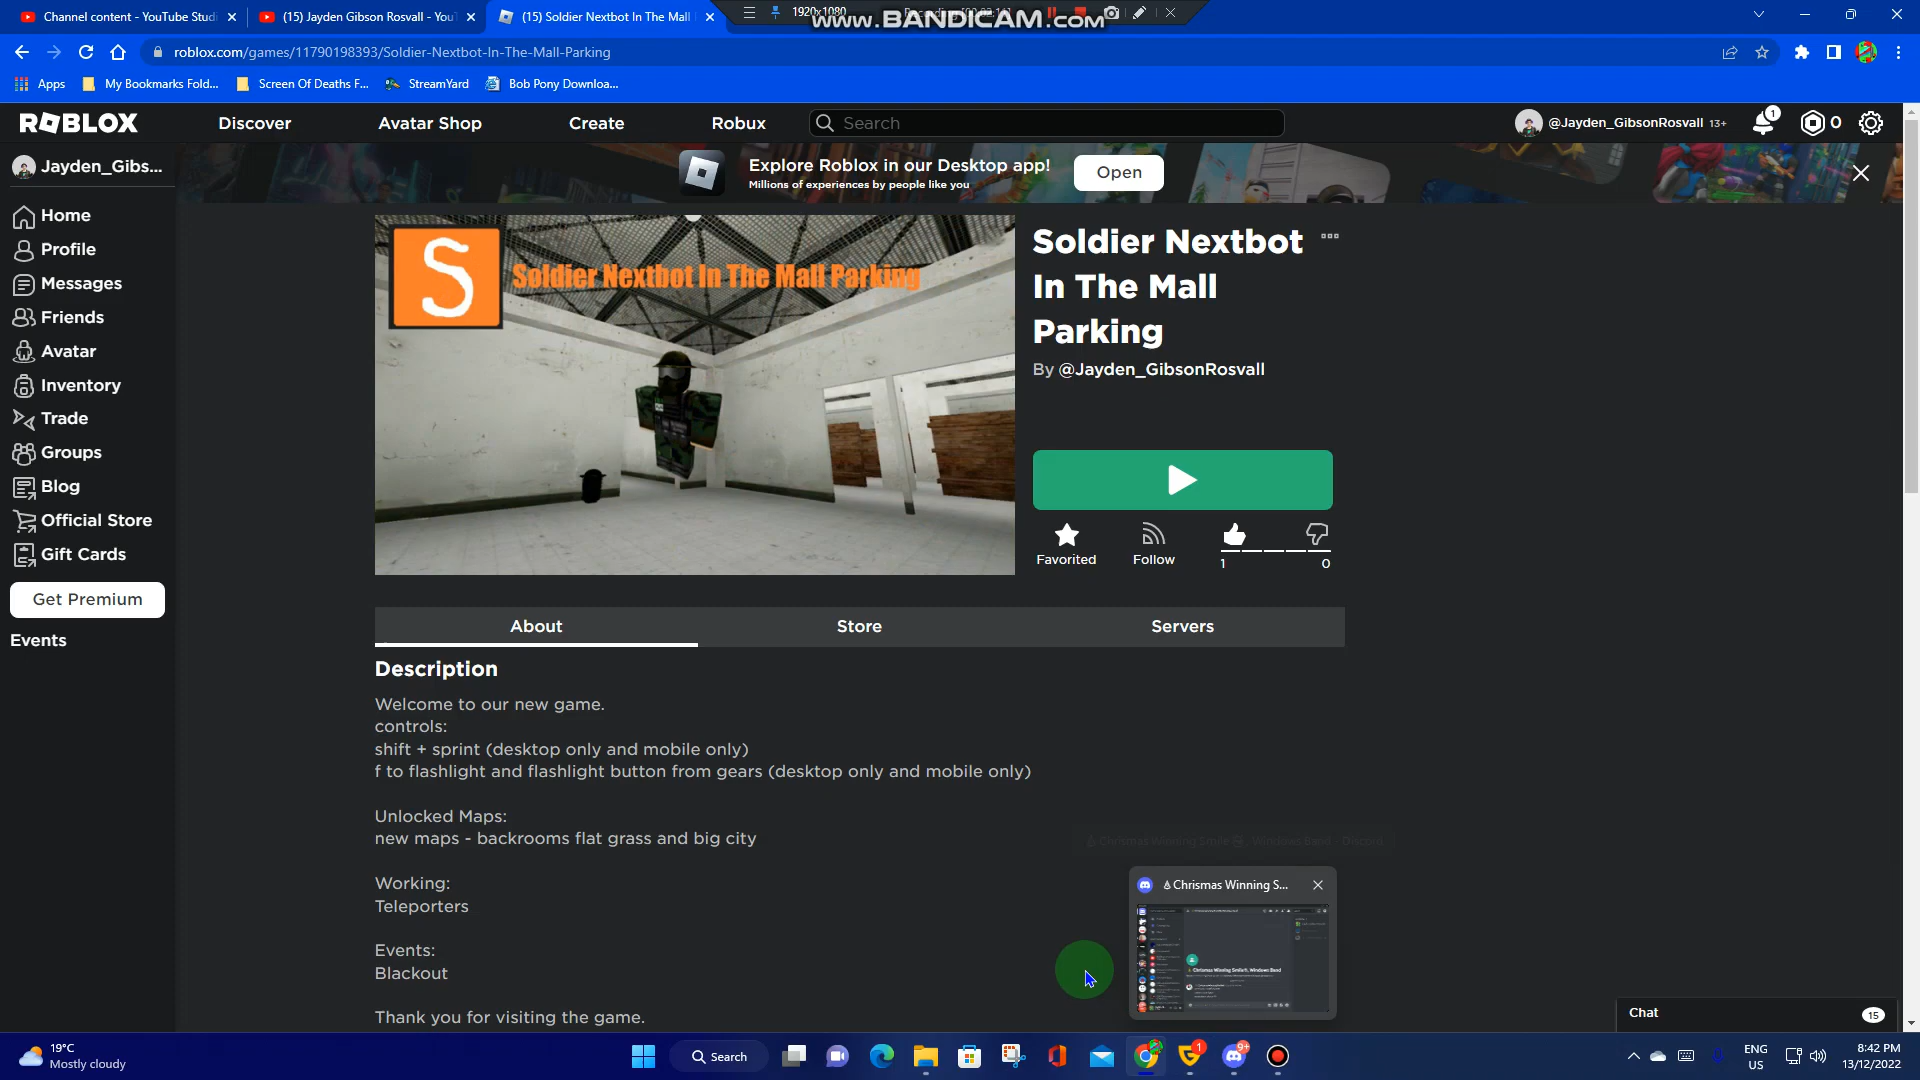 Channel content - YouTube Studi
(15) Jayden Gibson Rosvall - YouT
(15) Soldier Nextbot In The Mall
1920x1080
www.BANDICAM.com
roblox.com/games/11790198393/Soldier-Nextbot-In-The-Mall-Parking
Apps
My Bookmarks Fold...
Screen Of Deaths F...
StreamYard
Bob Pony Downloa...
ROBLOX
Discover
Avatar Shop
Create
Robux
Search
@Jayden_GibsonRosvall 13+
1
0
Jayden_Gibs...
Explore Roblox in our Desktop app!
Millions of experiences by people like you
Open
Home
Profile
Messages
Friends
Avatar
Inventory
Trade
Groups
Blog
Official Store
Gift Cards
Get Premium
Events
S
Soldier Nextbot In The Mall Parking
Soldier Nextbot
In The Mall
Parking
By @Jayden_GibsonRosvall
Favorited
Follow
1
0
About
Store
Servers
Description
Welcome to our new game.
controls:
shift + sprint (desktop only and mobile only)
f to flashlight and flashlight button from gears (desktop only and mobile only)
Unlocked Maps:
new maps - backrooms flat grass and big city
Working:
Teleporters
Events:
Blackout
Thank you for visiting the game.
Chrismas Winning S...
Chat
15
19°C
Mostly cloudy
Search
1
9+
ENG
US
8:42 PM
13/12/2022